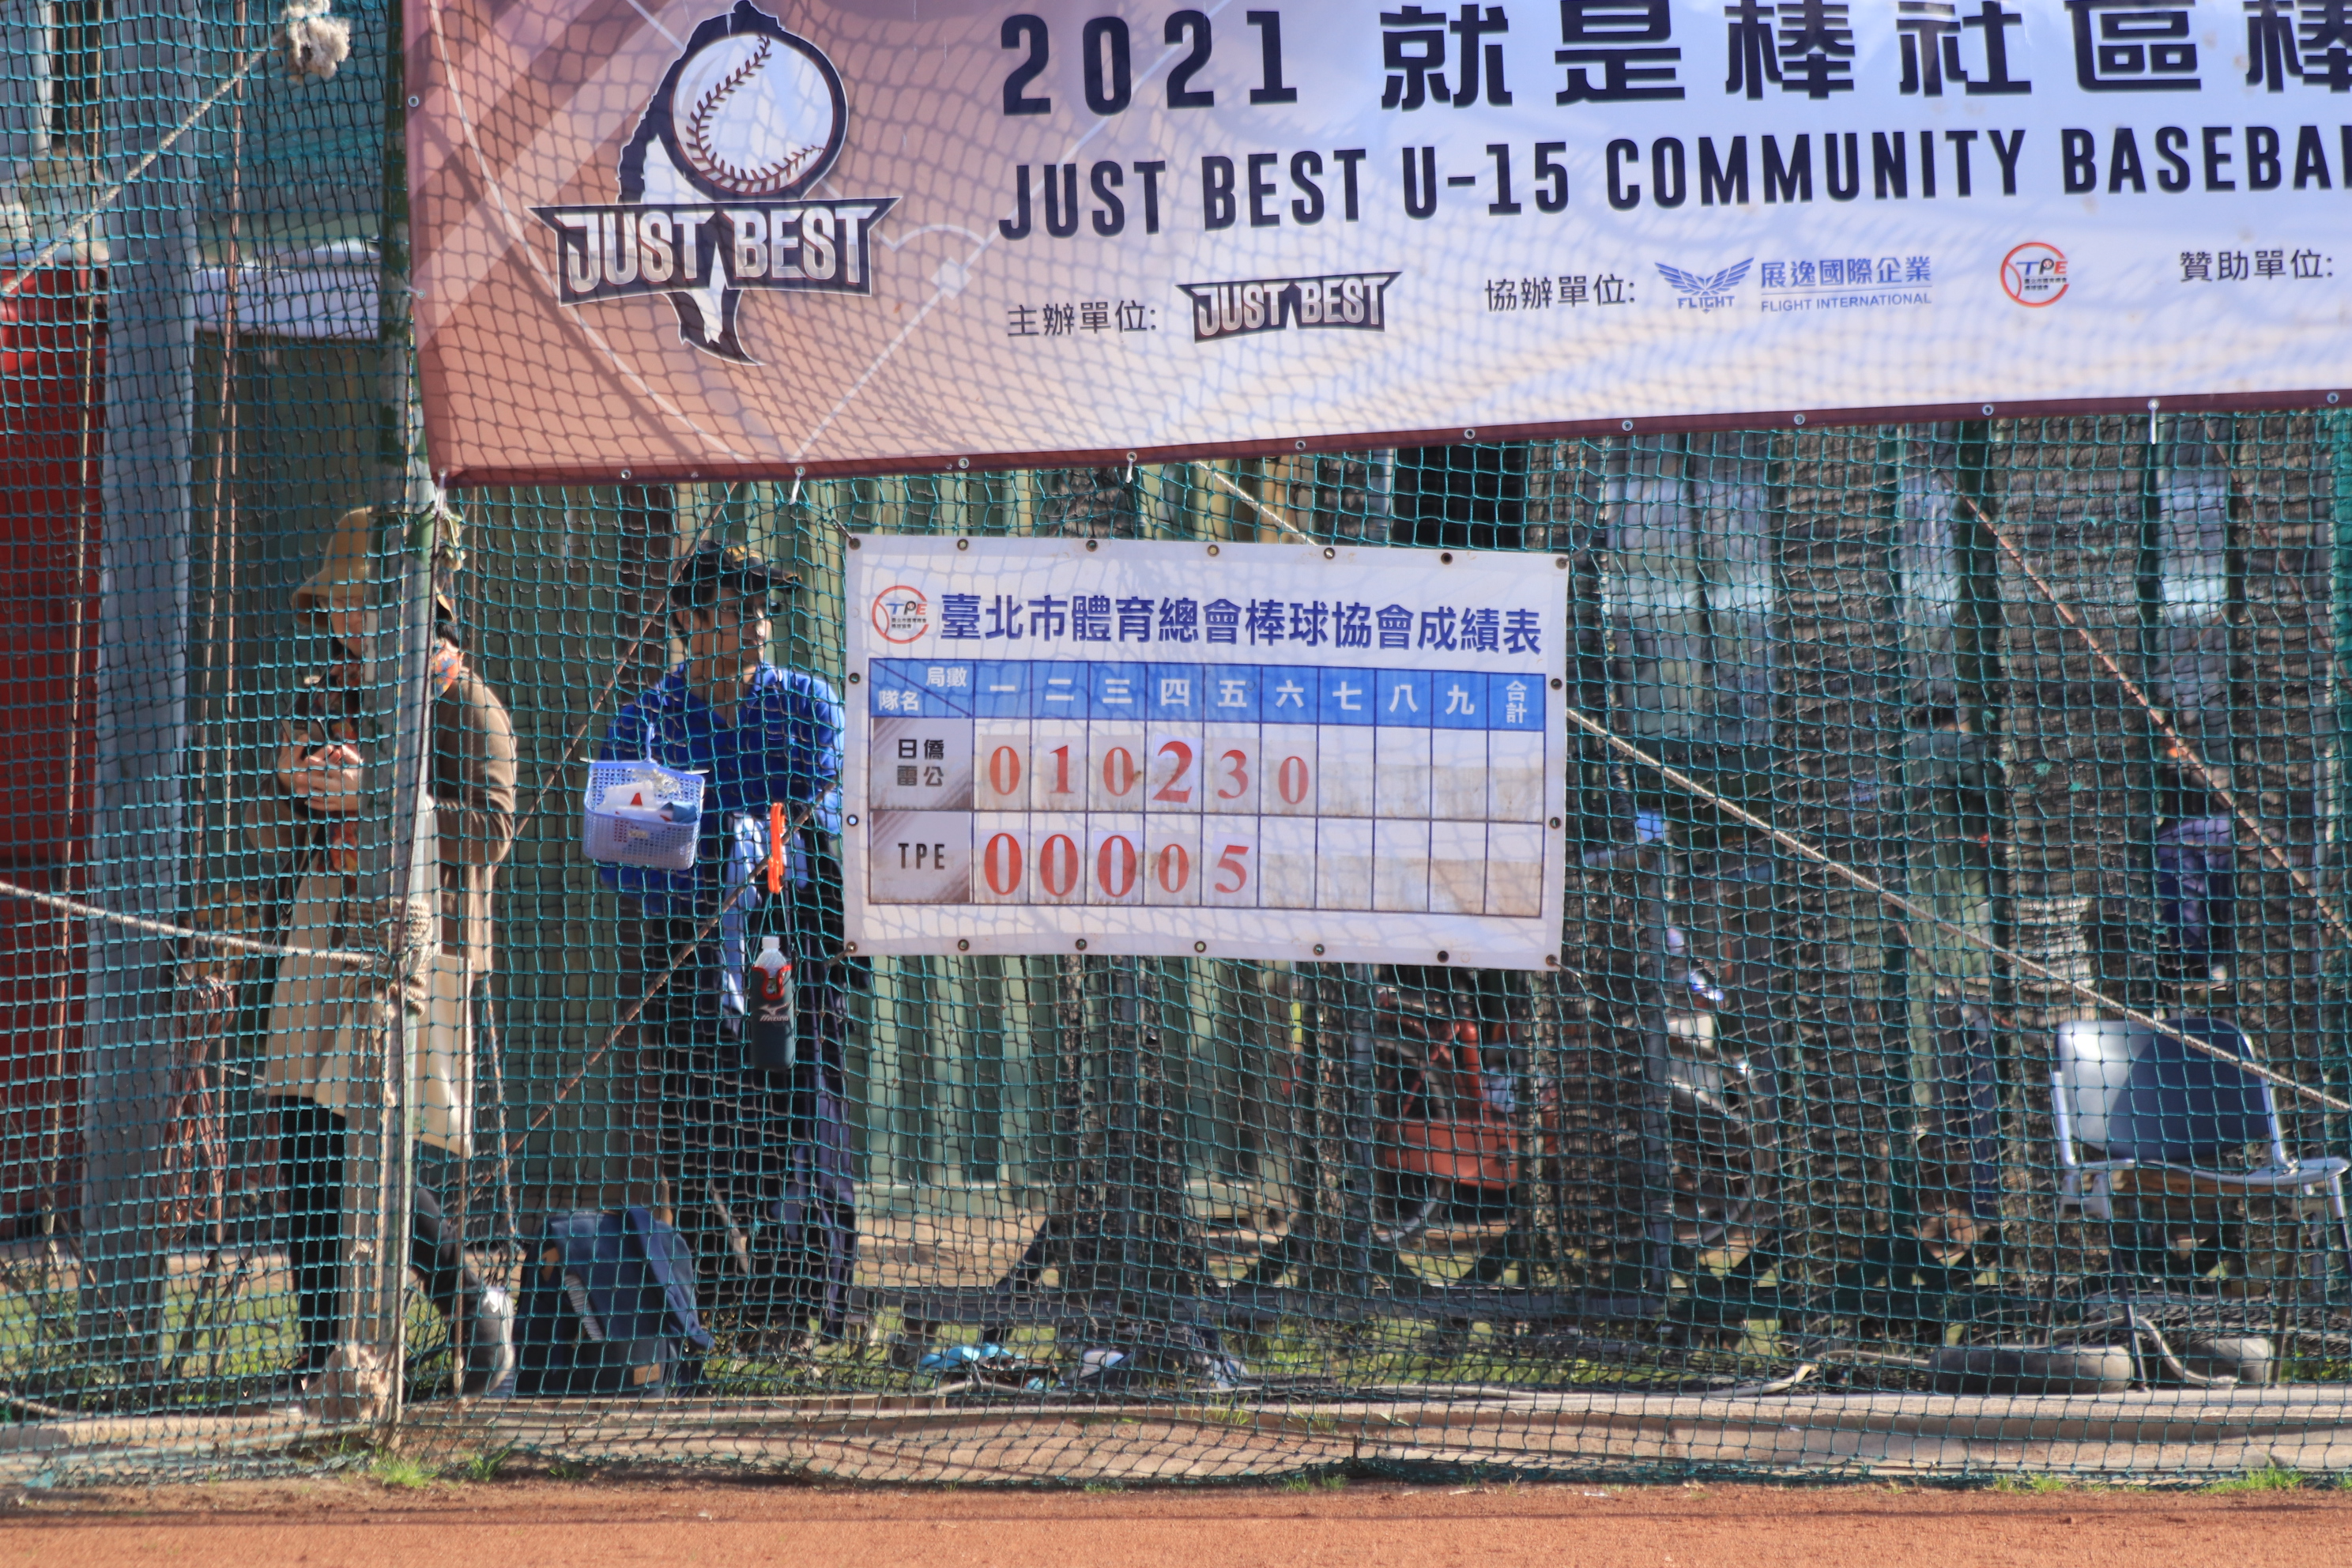 2021 就是棒社區棒
JUST BEST U-15 COMMUNITY BASEBA
JUST BEST
主辦單位: JUST BEST 協辦單位: FLIGHT 展逸國際企業 FLIGHT INTERNATIONAL TPE 贊助單位:
TPE 臺北市體育總會棒球協會成績表
局數 一 二 三 四 五 六 七 八 九 合計
隊名
日僑雷公 0 1 0 2 3 0
TPE 0 0 0 0 5